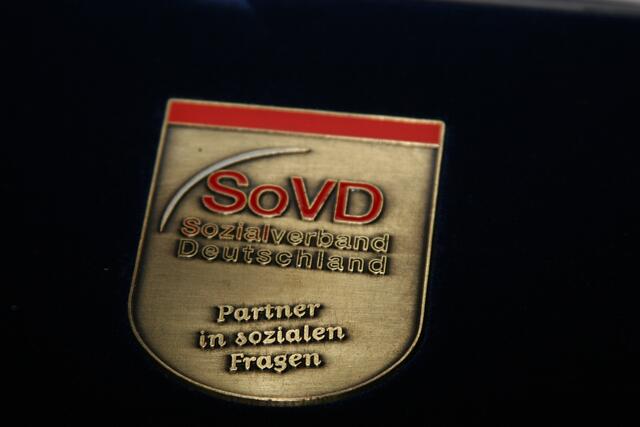 SoVD
Sozialverband
Deutschland
Partner
in sozialen
Fragen